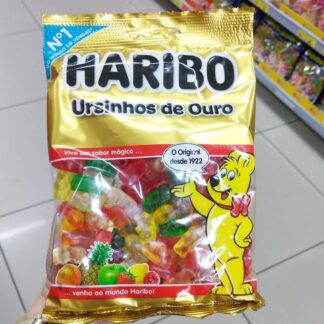 Nº1
HARIBO
Ursinhos de Ouro
Viva um sabor mágico ...
O Original
desde 1922
... venha ao mundo Haribo!